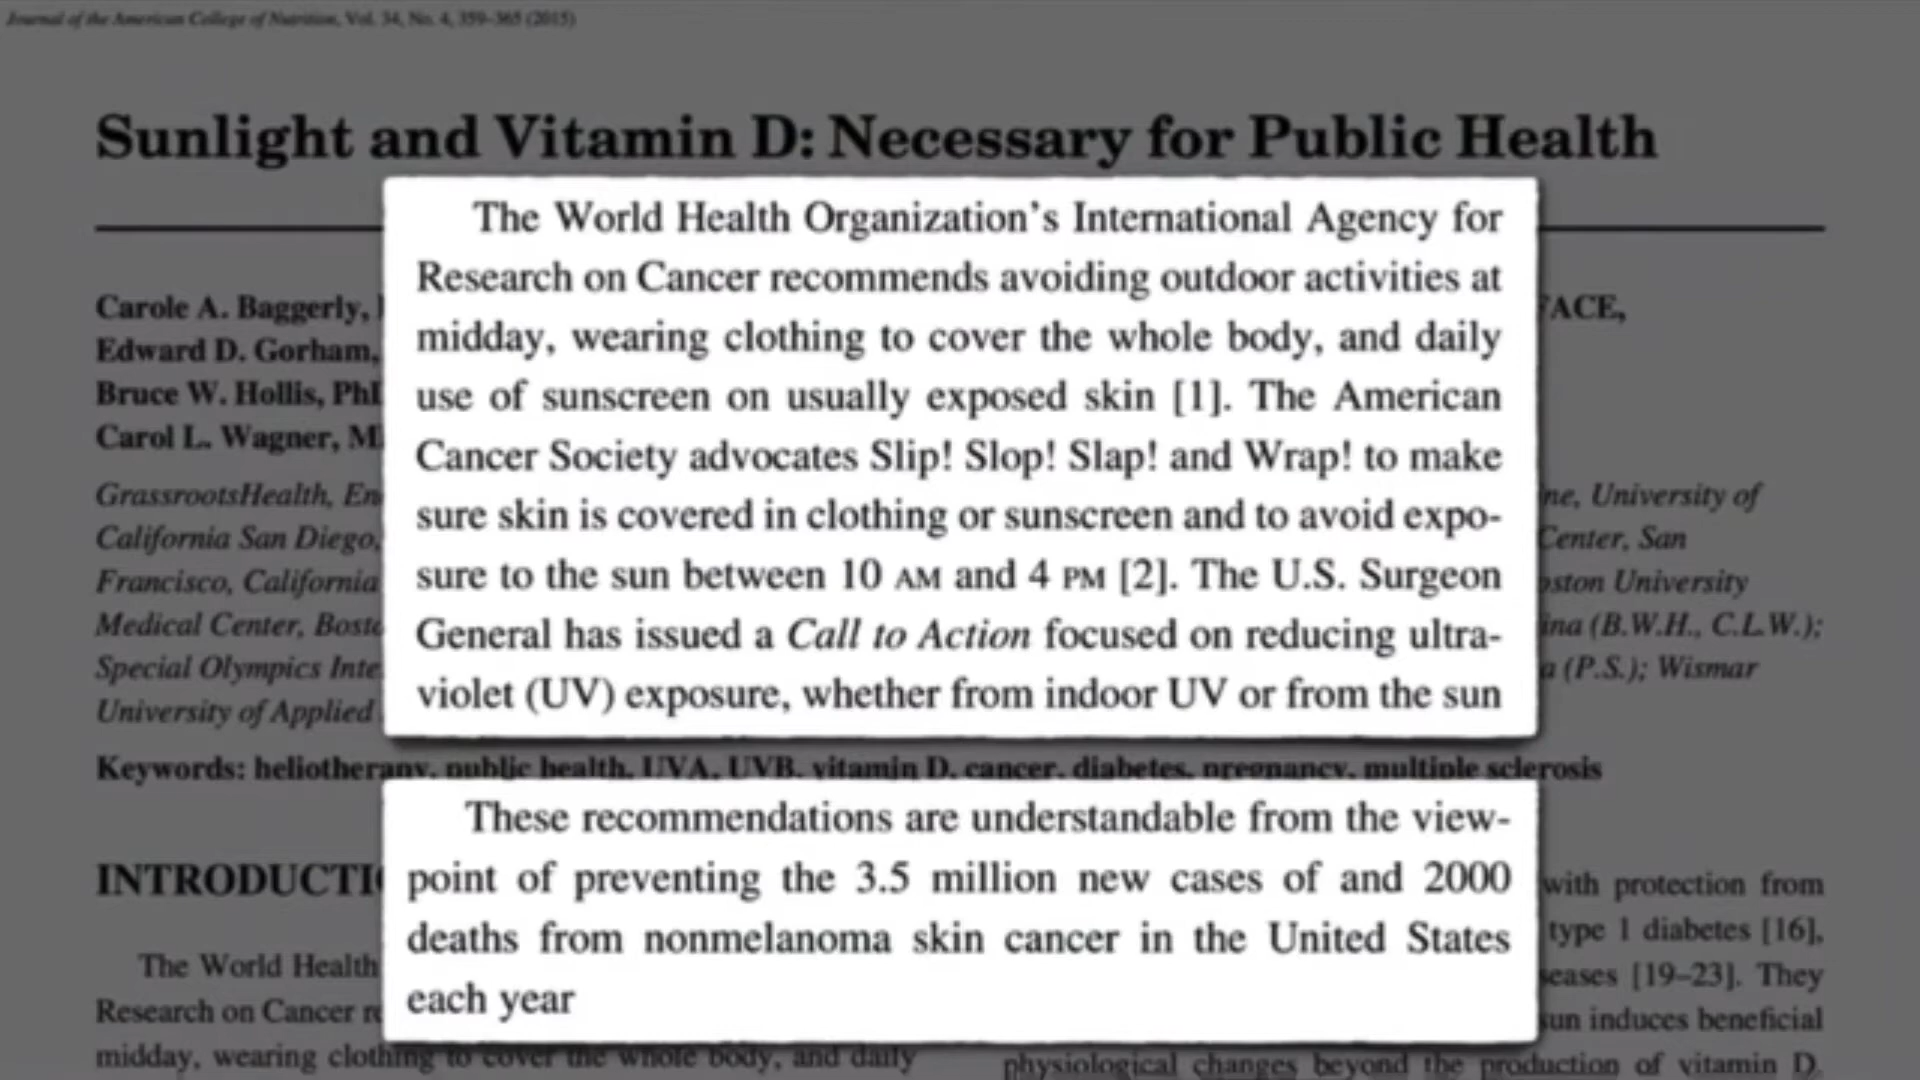 Journal of the American College of Nutrition, Vol. 34, No. 4, 359–365 (2015)
Sunlight and Vitamin D: Necessary for Public Health
The World Health Organization’s International Agency for
Research on Cancer recommends avoiding outdoor activities at
midday, wearing clothing to cover the whole body, and daily
use of sunscreen on usually exposed skin [1]. The American
Cancer Society advocates Slip! Slop! Slap! and Wrap! to make
sure skin is covered in clothing or sunscreen and to avoid expo-
sure to the sun between 10 AM and 4 PM [2]. The U.S. Surgeon
General has issued a Call to Action focused on reducing ultra-
violet (UV) exposure, whether from indoor UV or from the sun
Carole A. Baggerly, FACE,
Edward D. Gorham,
Bruce W. Hollis, PhD
Carol L. Wagner, M
GrassrootsHealth, En ne, University of
California San Diego, Center, San
Francisco, California oston University
Medical Center, Bosto ina (B.W.H., C.L.W.);
Special Olympics Inte a (P.S.); Wismar
University of Applied
Keywords: heliotherapy, public health, UVA, UVB, vitamin D, cancer, diabetes, pregnancy, multiple sclerosis
These recommendations are understandable from the view-
point of preventing the 3.5 million new cases of and 2000
deaths from nonmelanoma skin cancer in the United States
each year
INTRODUCTI
The World Health
Research on Cancer re
midday, wearing clothing to cover the whole body, and daily
with protection from
type 1 diabetes [16],
seases [19–23]. They
sun induces beneficial
physiological changes beyond the production of vitamin D.